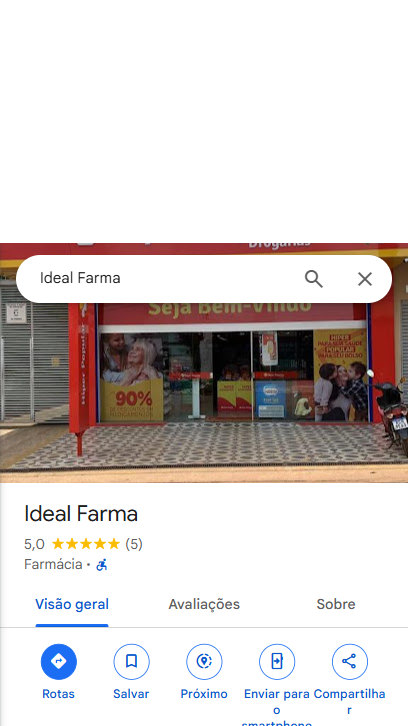 Drogarias
Ideal Farma
Seja Bem-Vindo
90%
Ideal Farma
5,0 (5)
Farmácia ·
Visão geral Avaliações Sobre
Rotas Salvar Próximo Enviar para o smartphone Compartilhar